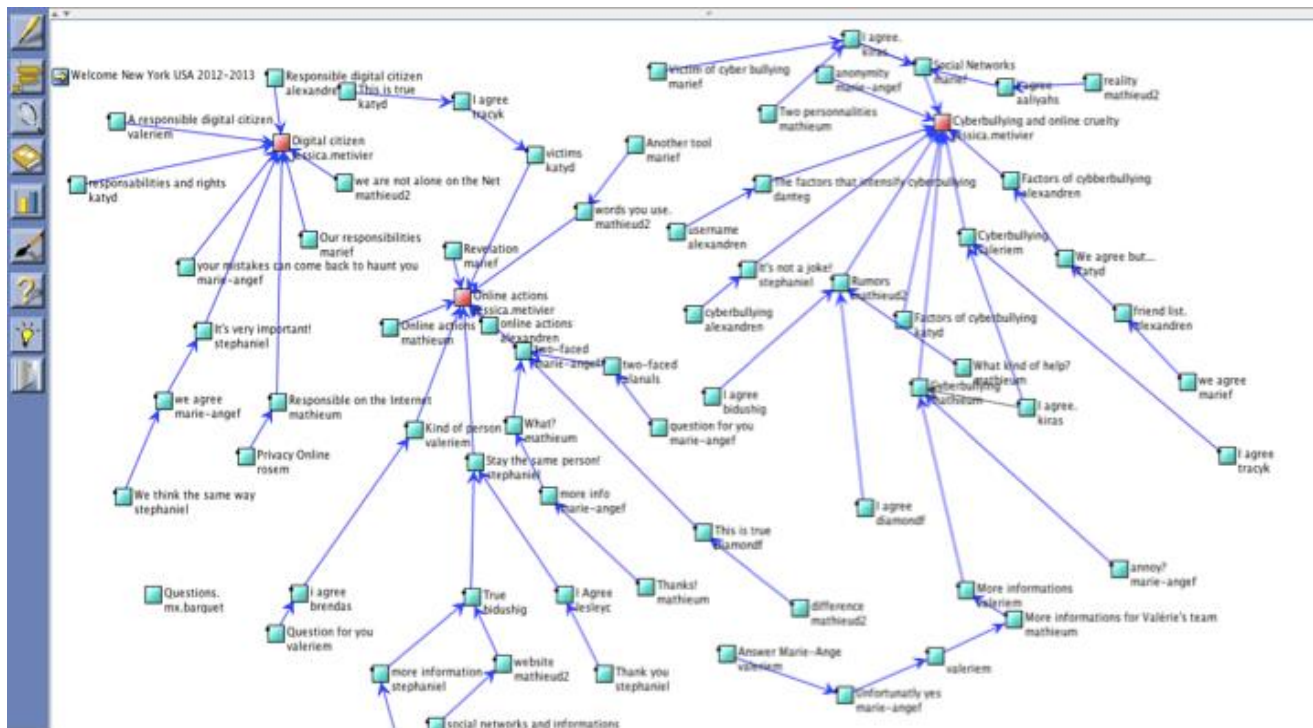 Welcome New York USA 2012-2013
Responsible digital citizen
alexandre
This is true
katyd
I agree
tracyk
A responsible digital citizen
valeriem
Digital citizen
jessica.metivier
victims
katyd
Another tool
marief
responsabilities and rights
katyd
we are not alone on the Net
mathieud2
words you use.
mathieud2
Our responsibilities
marief
Revelation
marief
your mistakes can come back to haunt you
marie-angef
Online actions
jessica.metivier
Online actions
mathieum
online actions
alexandren
It's very important!
stephaniel
two-faced
marie-angef
two-faced
we agree
marie-angef
Responsible on the Internet
mathieum
Kind of person
valeriem
What?
mathieum
question for you
marie-angef
Privacy Online
rosem
Stay the same person!
stephaniel
We think the same way
stephaniel
more info
marie-angef
This is true
diamondf
Questions.
mx.barquet
i agree
brendas
True
bidushig
I Agree
lesleyc
Thanks!
mathieum
difference
mathieud2
Question for you
valeriem
more information
stephaniel
website
mathieud2
Thank you
stephaniel
social networks and informations
I agree.
kiras
Victim of cyber bullying
marief
anonymity
marie-angef
Social Networks
marief
I agree
aaliyahs
reality
mathieud2
Two personnalities
mathieum
Cyberbullying and online cruelty
jessica.metivier
The factors that intensify cyberbullying
danteg
Factors of cybberbullying
alexandren
username
alexandren
Cyberbullying
valeriem
We agree but...
katyd
It's not a joke!
stephaniel
Rumors
mathieud2
cyberbullying
alexandren
Factors of cyberbullying
katyd
friend list.
alexandren
What kind of help?
mathieum
I agree
bidushig
Cyberbullying
mathieum
we agree
marief
I agree.
kiras
I agree
tracyk
I agree
diamondf
annoy?
marie-angef
More informations
valeriem
More informations for Valérie's team
mathieum
Answer Marie-Ange
valeriem
valeriem
unfortunatly yes
marie-angef